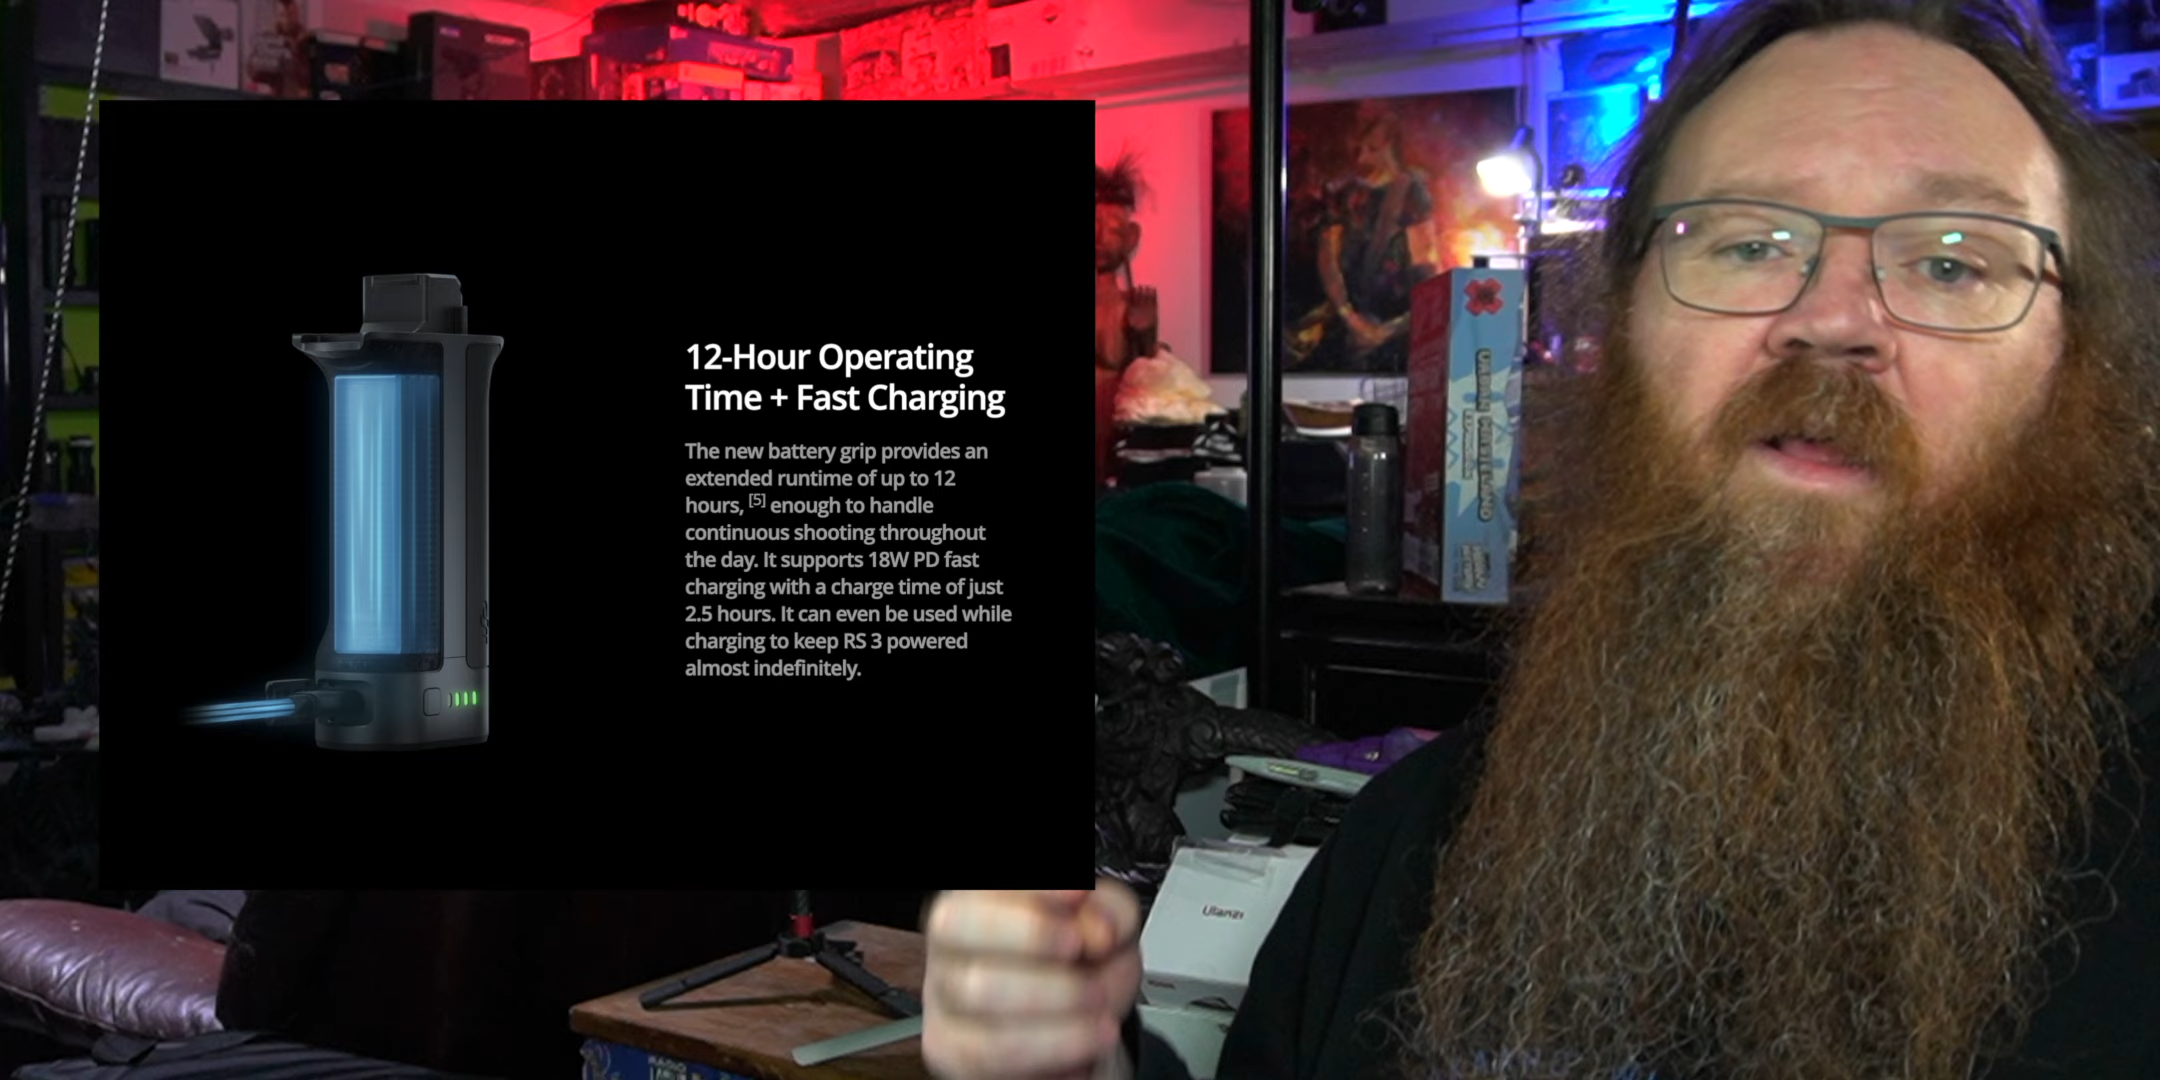 12-Hour Operating
Time + Fast Charging
The new battery grip provides an
extended runtime of up to 12
hours, [5] enough to handle
continuous shooting throughout
the day. It supports 18W PD fast
charging with a charge time of just
2.5 hours. It can even be used while
charging to keep RS 3 powered
almost indefinitely.
Ulanzi